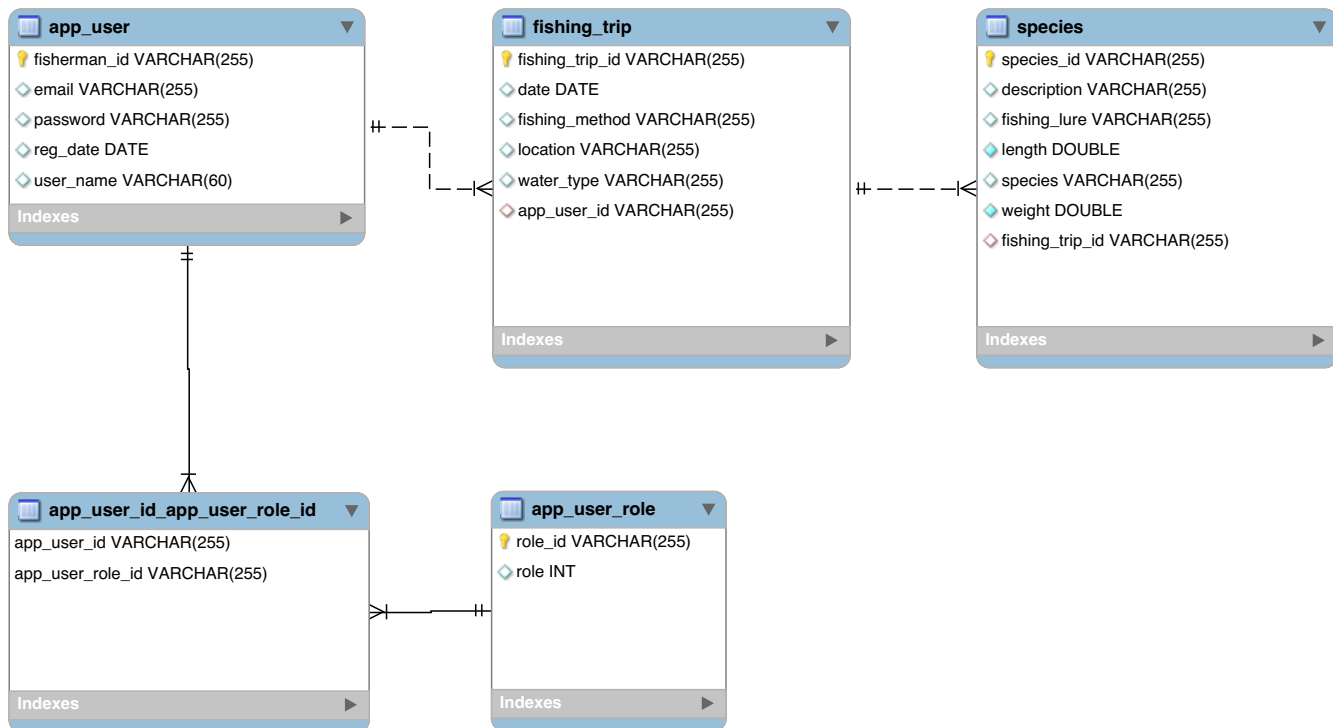 app_user
fisherman_id VARCHAR(255)
email VARCHAR(255)
password VARCHAR(255)
reg_date DATE
user_name VARCHAR(60)
Indexes
fishing_trip
fishing_trip_id VARCHAR(255)
date DATE
fishing_method VARCHAR(255)
location VARCHAR(255)
water_type VARCHAR(255)
app_user_id VARCHAR(255)
Indexes
species
species_id VARCHAR(255)
description VARCHAR(255)
fishing_lure VARCHAR(255)
length DOUBLE
species VARCHAR(255)
weight DOUBLE
fishing_trip_id VARCHAR(255)
Indexes
app_user_id_app_user_role_id
app_user_id VARCHAR(255)
app_user_role_id VARCHAR(255)
Indexes
app_user_role
role_id VARCHAR(255)
role INT
Indexes